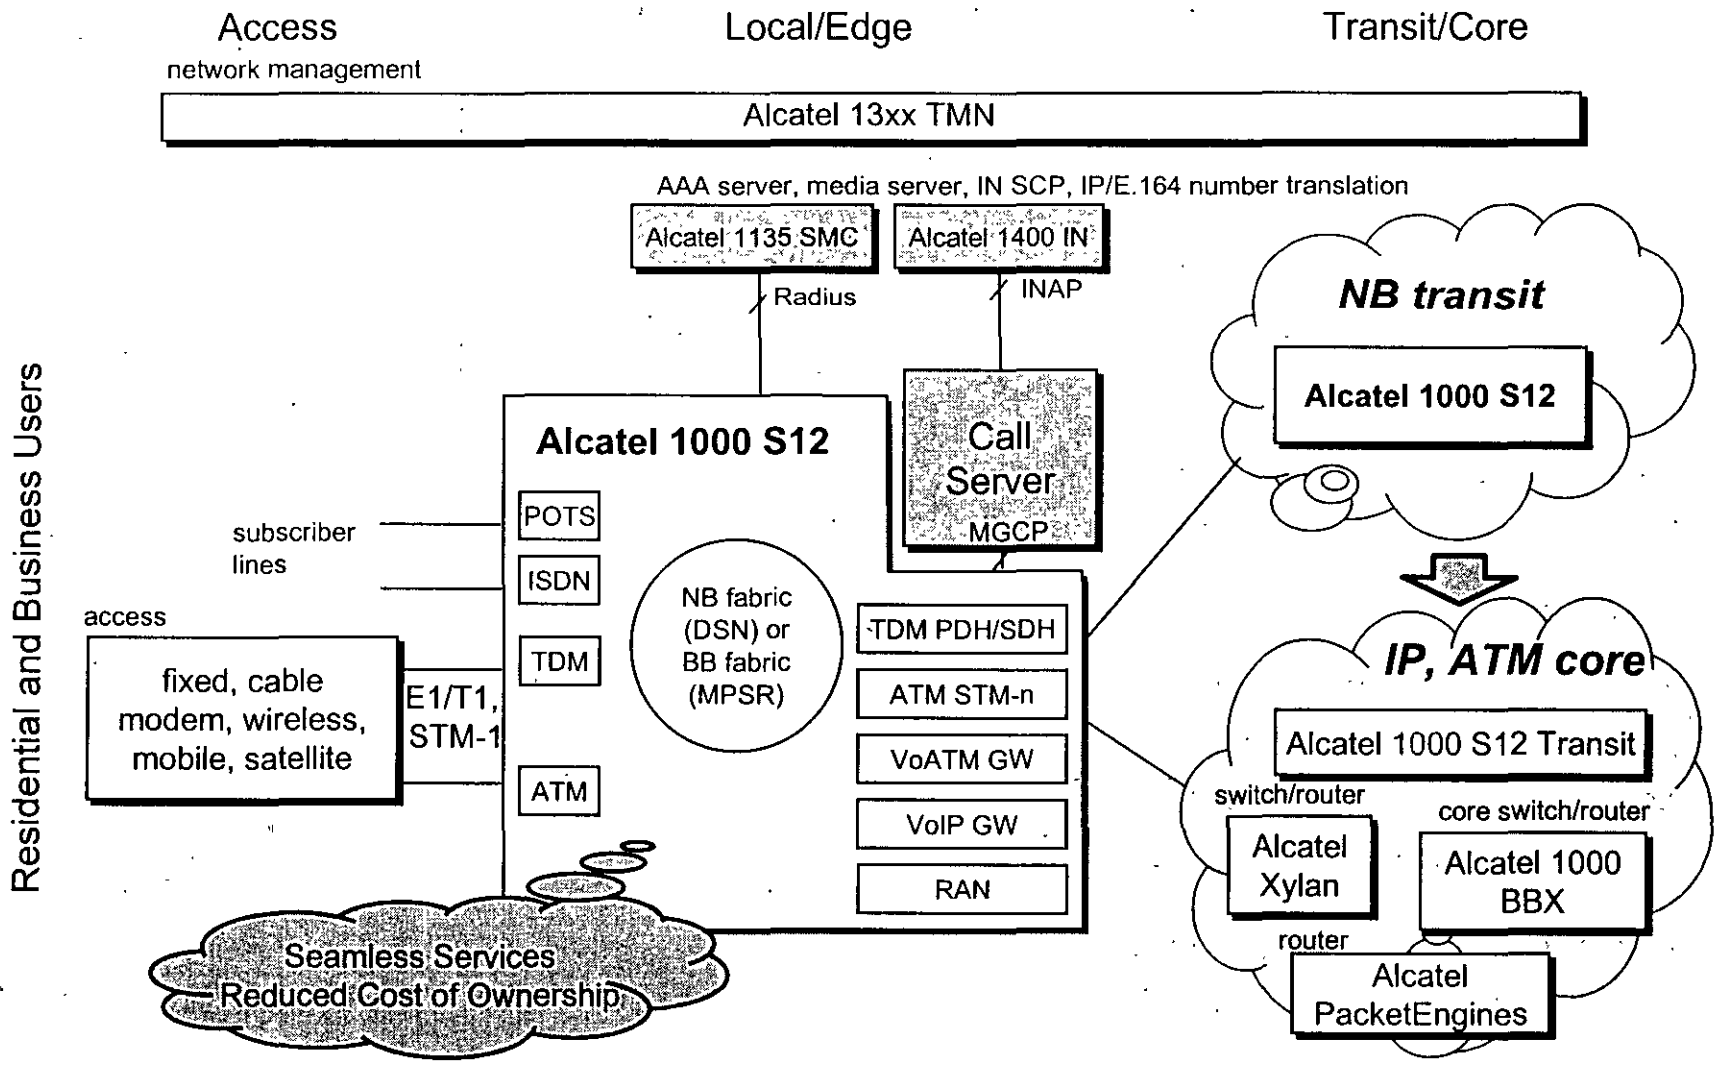 Access
Local/Edge
Transit/Core
network management
Alcatel 13xx TMN
AAA server, media server, IN SCP, IP/E.164 number translation
Alcatel 1135 SMC
Alcatel 1400 IN
Radius
INAP
NB transit
Alcatel 1000 S12
Residential and Business Users
Alcatel 1000 S12
Call
Server
MGCP
subscriber
lines
POTS
ISDN
TDM
ATM
access
fixed, cable
modem, wireless,
mobile, satellite
E1/T1,
STM-1
NB fabric
(DSN) or
BB fabric
(MPSR)
TDM PDH/SDH
ATM STM-n
VoATM GW
VoIP GW
RAN
IP, ATM core
Alcatel 1000 S12 Transit
switch/router
Alcatel
Xylan
core switch/router
Alcatel 1000
BBX
router
Alcatel
PacketEngines
Seamless Services
Reduced Cost of Ownership